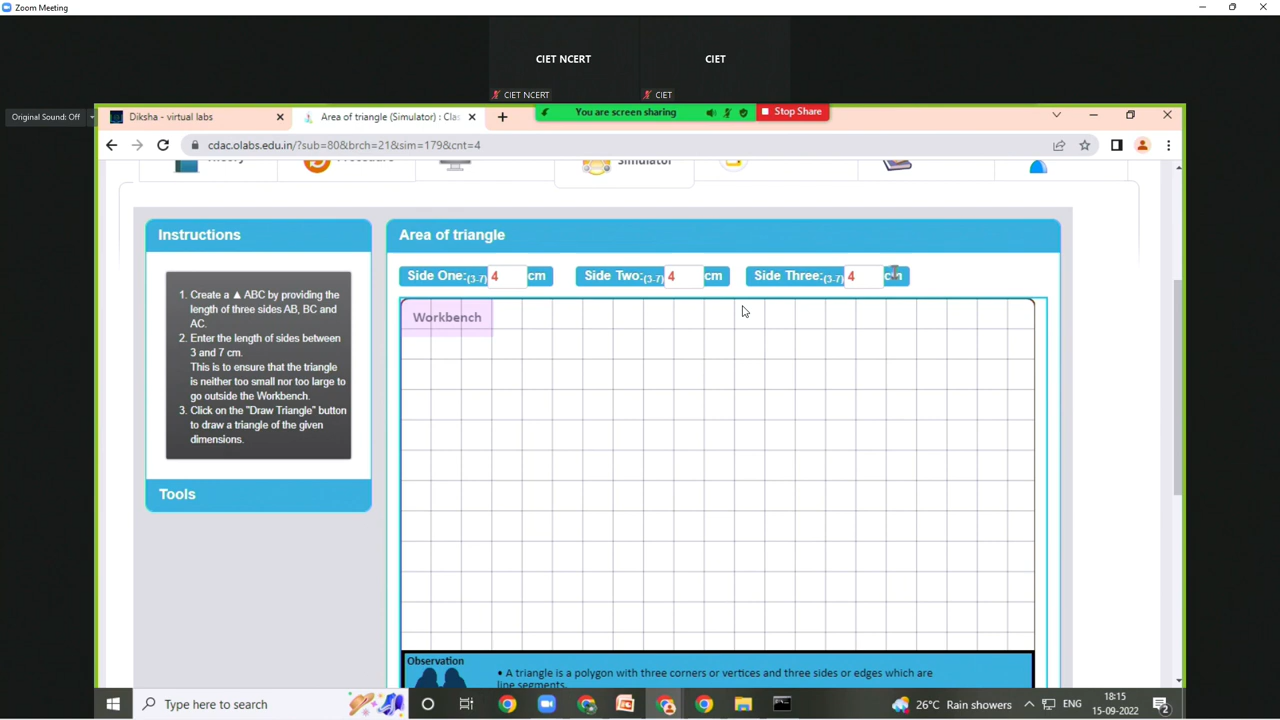 Zoom Meeting
CIET NCERT
CIET
CIET NCERT
CIET
Original Sound: Off
Diksha - virtual labs
Area of triangle (Simulator) : Clas
You are screen sharing
Stop Share
cdac.olabs.edu.in/?sub=80&brch=21&sim=179&cnt=4
Simulator
Instructions
1. Create a ▲ ABC by providing the
length of three sides AB, BC and
AC.
2. Enter the length of sides between
3 and 7 cm.
This is to ensure that the triangle
is neither too small nor too large to
go outside the Workbench.
3. Click on the "Draw Triangle" button
to draw a triangle of the given
dimensions.
Tools
Area of triangle
Side One:(3-7) 4 cm
Side Two:(3-7) 4 cm
Side Three:(3-7) 4 cm
Workbench
Observation
• A triangle is a polygon with three corners or vertices and three sides or edges which are
line segments.
Type here to search
26°C Rain showers
ENG
18:15
15-09-2022
2